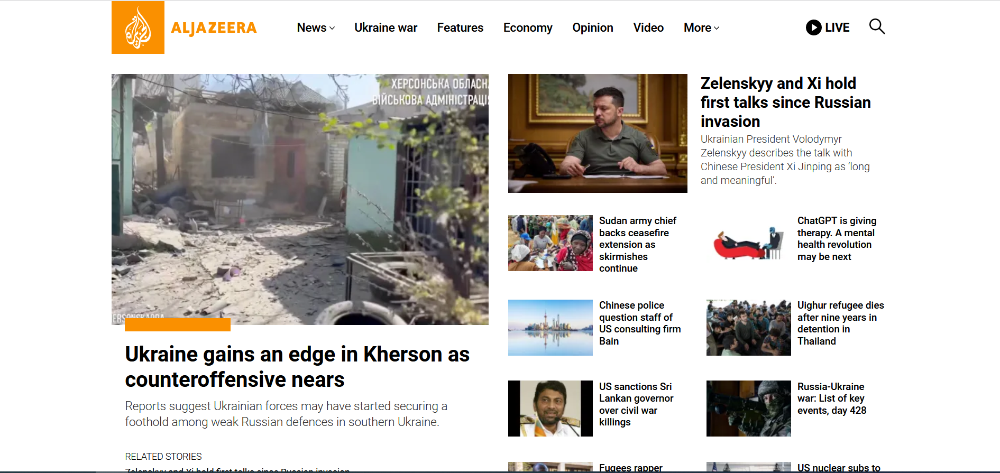 ALJAZEERA
News
Ukraine war
Features
Economy
Opinion
Video
More
LIVE
ХЕРСОНСЬКА ОБЛАСН
ВІЙСЬКОВА АДМІНІСТРАЦІ
ERSONSKAODA
Ukraine gains an edge in Kherson as
counteroffensive nears
Reports suggest Ukrainian forces may have started securing a
foothold among weak Russian defences in southern Ukraine.
RELATED STORIES
Zelenskyy and Xi hold first talks since Russian invasion
Zelenskyy and Xi hold
first talks since Russian
invasion
Ukrainian President Volodymyr
Zelenskyy describes the talk with
Chinese President Xi Jinping as ‘long
and meaningful’.
Sudan army chief
backs ceasefire
extension as
skirmishes
continue
ChatGPT is giving
therapy. A mental
health revolution
may be next
Chinese police
question staff of
US consulting firm
Bain
Uighur refugee dies
after nine years in
detention in
Thailand
US sanctions Sri
Lankan governor
over civil war
killings
Russia-Ukraine
war: List of key
events, day 428
Fugees rapper
US nuclear subs to